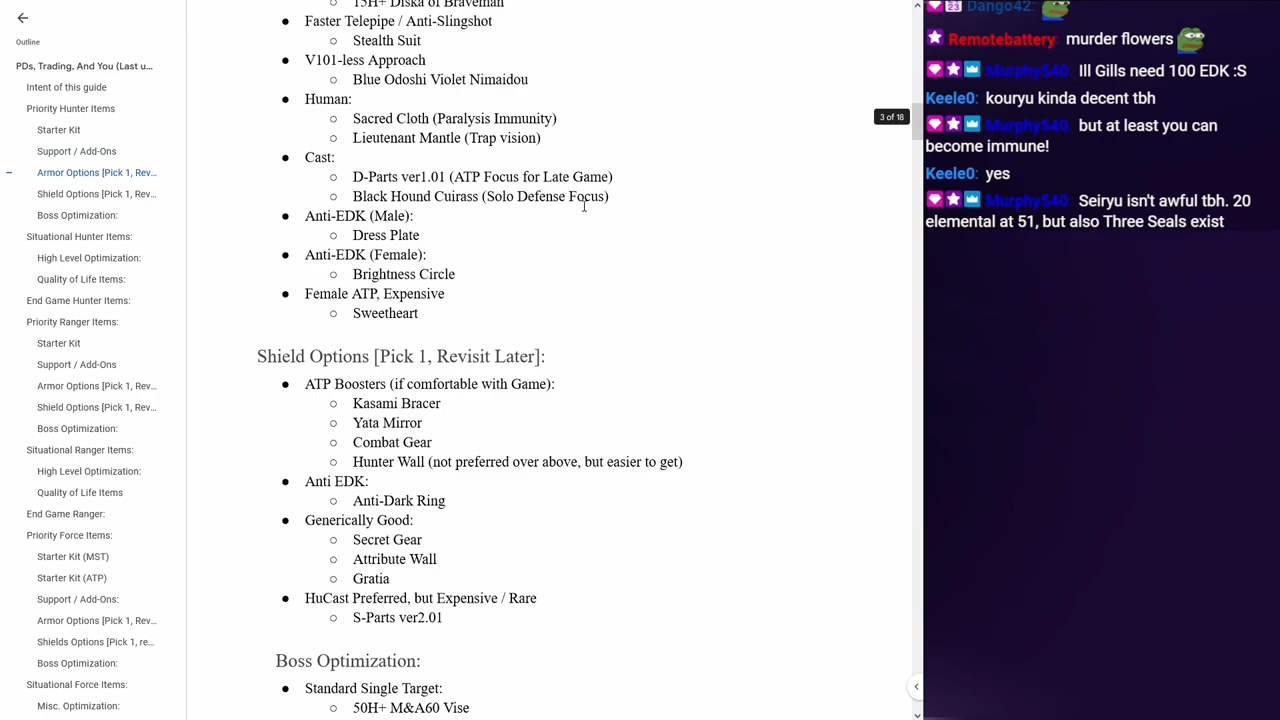 Outline
PDs, Trading, And You (Last u...
Intent of this guide
Priority Hunter Items
Starter Kit
Support / Add-Ons
Armor Options [Pick 1, Rev...
Shield Options [Pick 1, Rev...
Boss Optimization:
Situational Hunter Items:
High Level Optimization:
Quality of Life Items:
End Game Hunter Items:
Priority Ranger Items:
Starter Kit
Support / Add-Ons
Armor Options [Pick 1, Rev...
Shield Options [Pick 1, Rev...
Boss Optimization:
Situational Ranger Items:
High Level Optimization:
Quality of Life Items
End Game Ranger:
Priority Force Items:
Starter Kit (MST)
Starter Kit (ATP)
Support / Add-Ons:
Armor Options [Pick 1, Rev...
Shields Options [Pick 1, re...
Boss Optimization:
Situational Force Items:
Misc. Optimization:
15H+ Diska of Braveman
● Faster Telepipe / Anti-Slingshot
○ Stealth Suit
● V101-less Approach
○ Blue Odoshi Violet Nimaidou
● Human:
○ Sacred Cloth (Paralysis Immunity)
○ Lieutenant Mantle (Trap vision)
● Cast:
○ D-Parts ver1.01 (ATP Focus for Late Game)
○ Black Hound Cuirass (Solo Defense Focus)
● Anti-EDK (Male):
○ Dress Plate
● Anti-EDK (Female):
○ Brightness Circle
● Female ATP, Expensive
○ Sweetheart
Shield Options [Pick 1, Revisit Later]:
● ATP Boosters (if comfortable with Game):
○ Kasami Bracer
○ Yata Mirror
○ Combat Gear
○ Hunter Wall (not preferred over above, but easier to get)
● Anti EDK:
○ Anti-Dark Ring
● Generically Good:
○ Secret Gear
○ Attribute Wall
○ Gratia
● HuCast Preferred, but Expensive / Rare
○ S-Parts ver2.01
Boss Optimization:
● Standard Single Target:
○ 50H+ M&A60 Vise
3 of 18
23 Dango42:
Remotebattery: murder flowers
Murphy540: Ill Gills need 100 EDK :S
Keele0: kouryu kinda decent tbh
Murphy540: but at least you can
become immune!
Keele0: yes
Murphy540: Seiryu isn't awful tbh. 20
elemental at 51, but also Three Seals exist